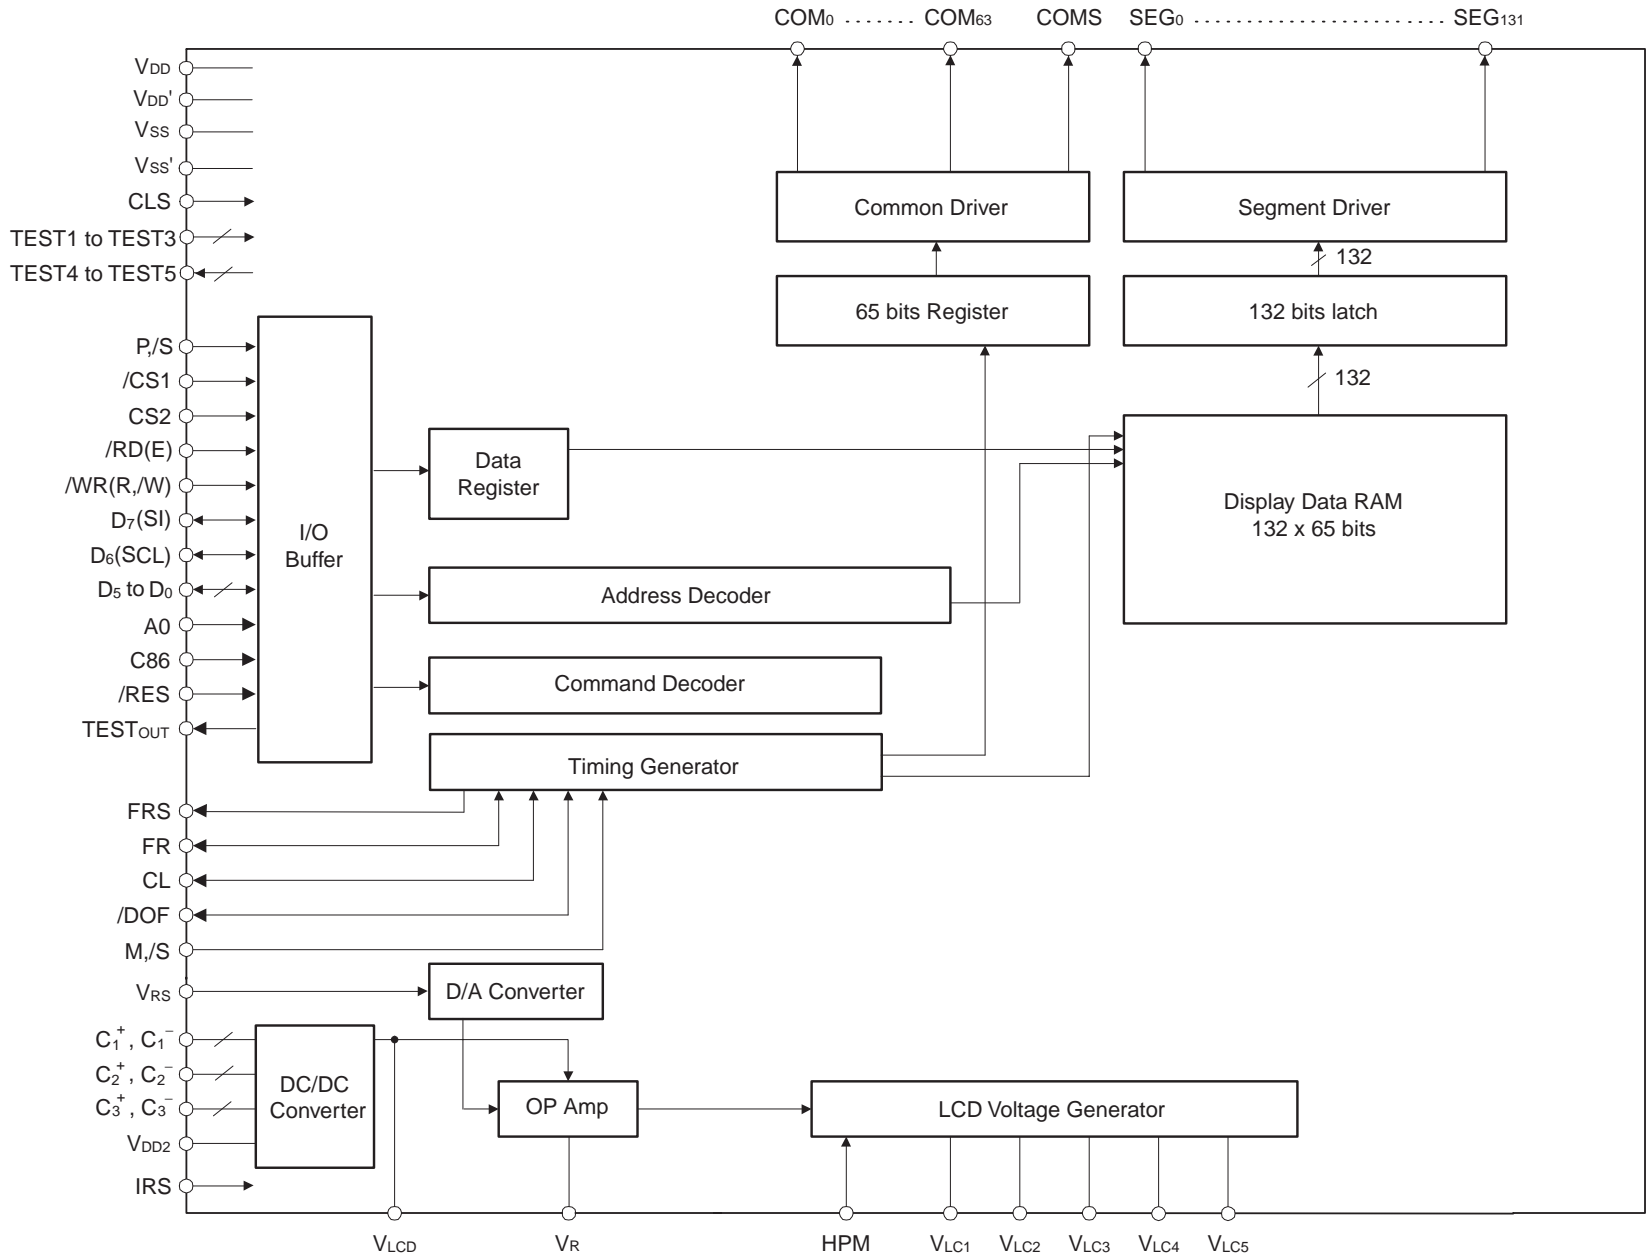 COM0 ........ COM63 COMS SEG0 ........................ SEG131
VDD
VDD'
VSS
VSS'
CLS
TEST1 to TEST3
TEST4 to TEST5
Common Driver
Segment Driver
132
65 bits Register
132 bits latch
132
P,/S
/CS1
CS2
/RD(E)
/WR(R,/W)
D7(SI)
D6(SCL)
D5 to D0
A0
C86
/RES
TESTOUT
I/O
Buffer
Data
Register
Display Data RAM
132 x 65 bits
Address Decoder
Command Decoder
Timing Generator
FRS
FR
CL
/DOF
M,/S
VRS
D/A Converter
C1+, C1−
C2+, C2−
C3+, C3−
VDD2
IRS
DC/DC
Converter
OP Amp
LCD Voltage Generator
VLCD VR HPM VLC1 VLC2 VLC3 VLC4 VLC5